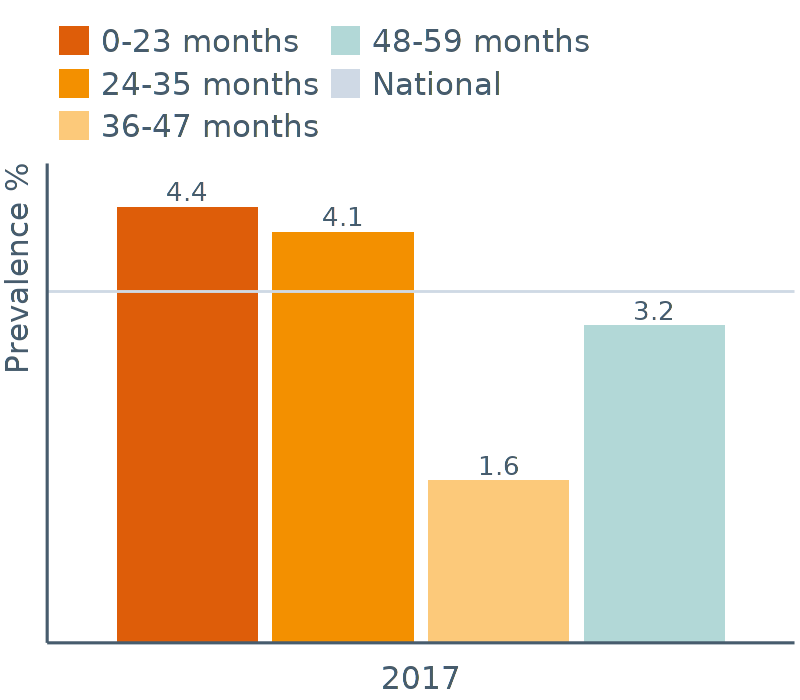 0-23 months
24-35 months
36-47 months
48-59 months
National
Prevalence %
4.4
4.1
1.6
3.2
2017